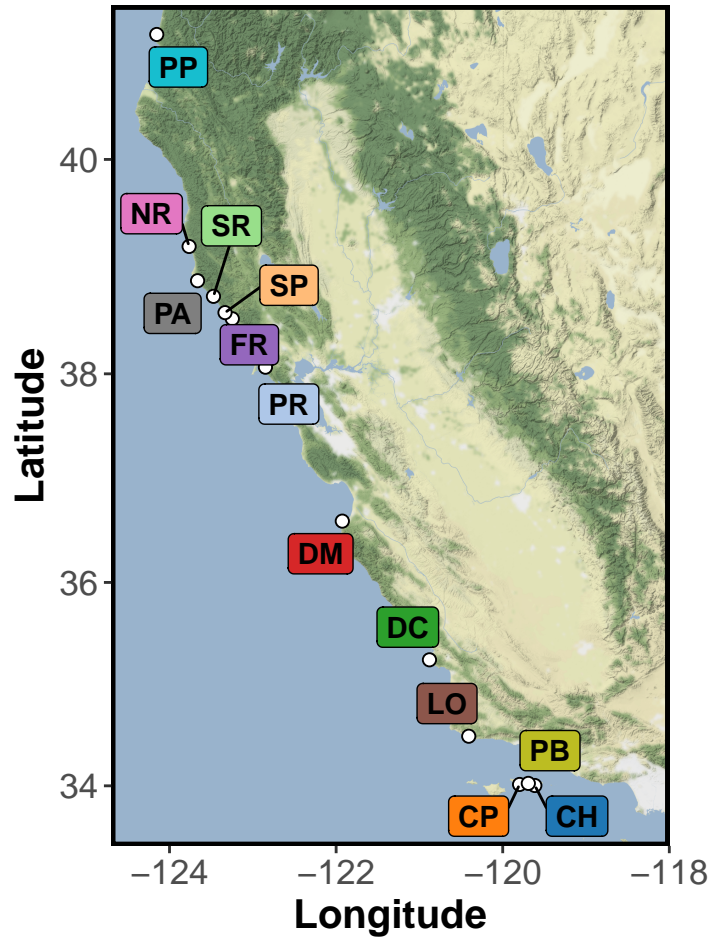 PP
40
NR
SR
SP
PA
FR
38
PR
Latitude
DM
36
DC
LO
PB
34
CP
CH
−124
−122
−120
−118
Longitude